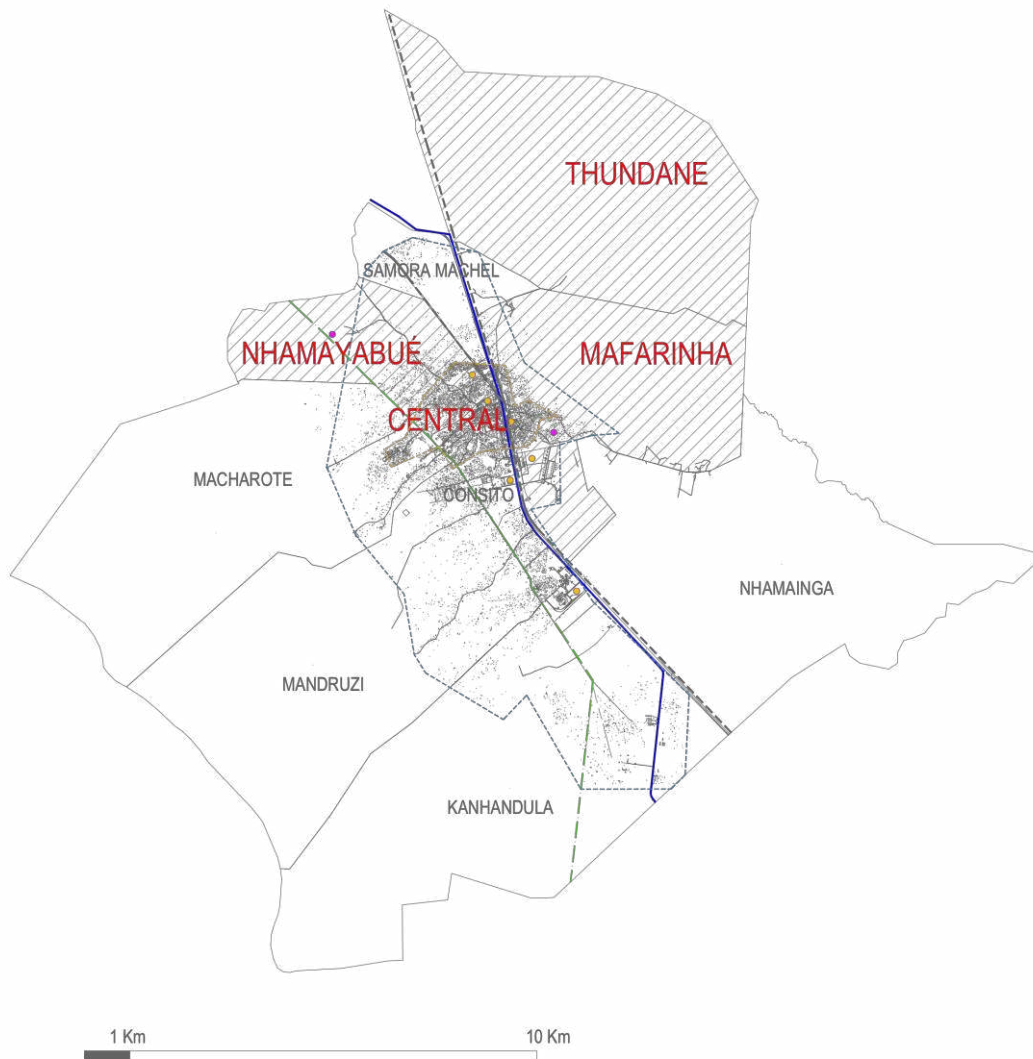 THUNDANE
SAMORA MACHEL
NHAMAYABUÉ
MAFARINHA
CENTRAL
MACHAROTE
CONSITO
NHAMAINGA
MANDRUZI
KANHANDULA
1 Km
10 Km